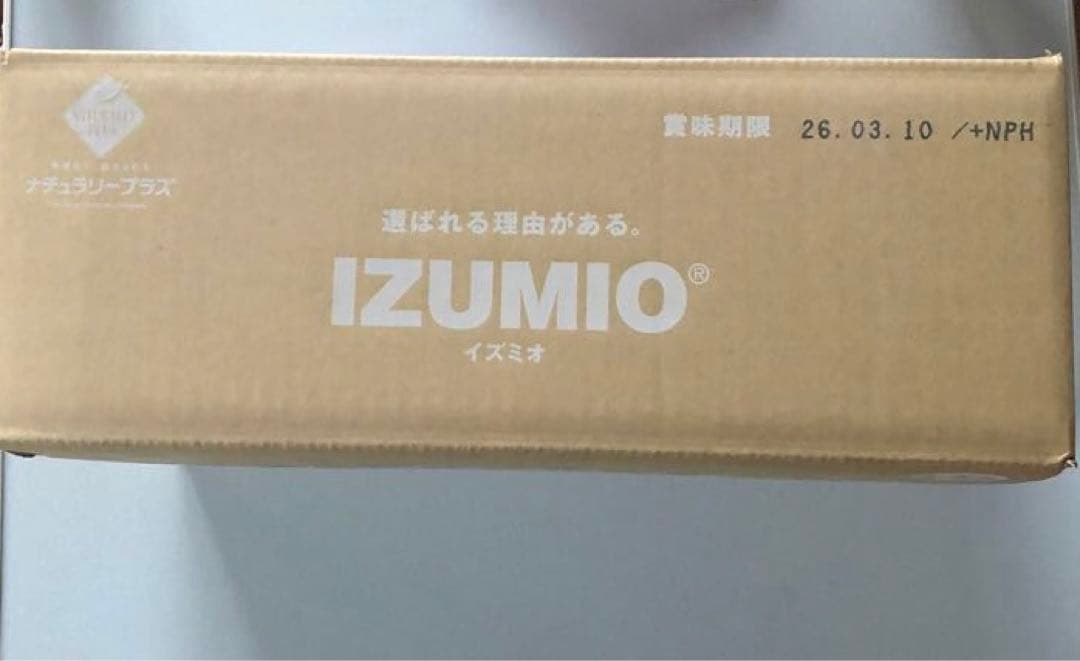 ナチュラリープラス
賞味期限 26.03.10 /+NPH
選ばれる理由がある。
IZUMIO®
イズミオ